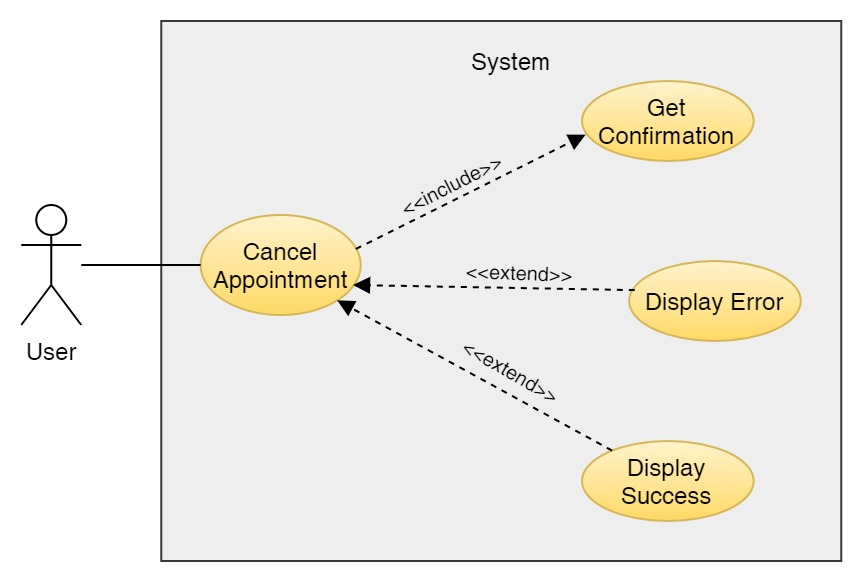 System
Get
Confirmation
<<include>>
Cancel
Appointment
<<extend>>
Display Error
User
<<extend>>
Display
Success